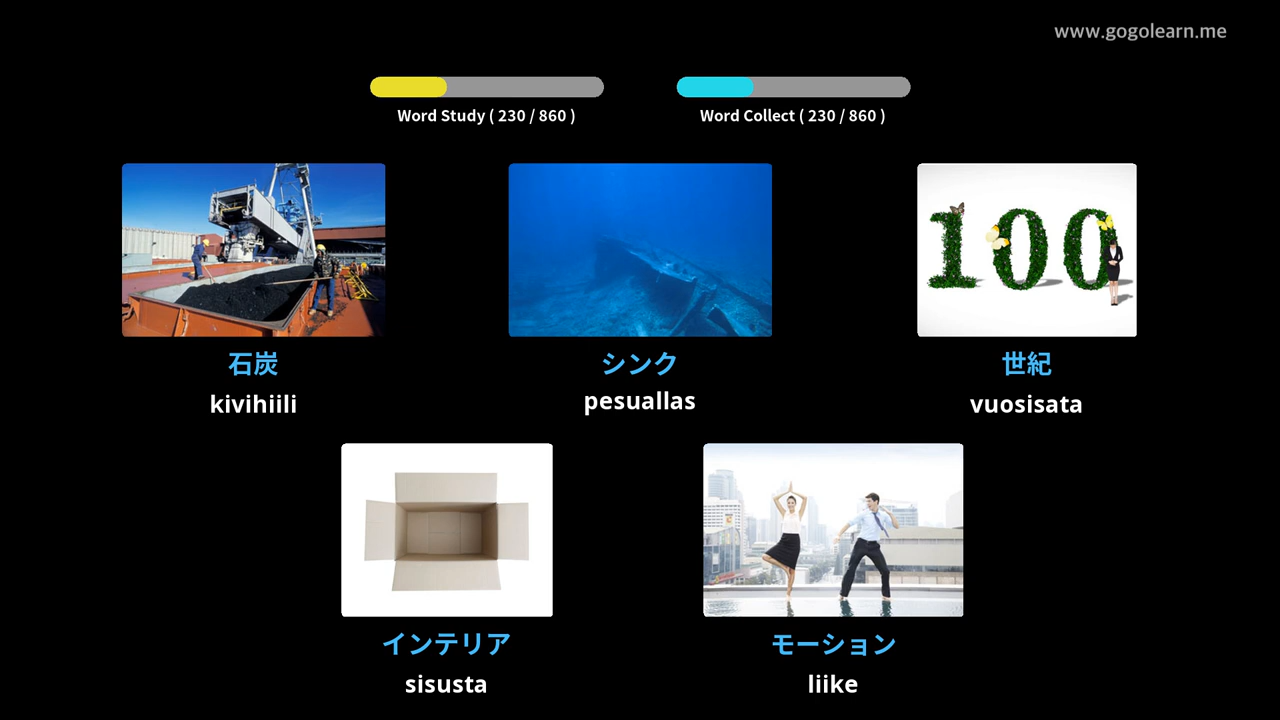 www.gogolearn.me
Word Study ( 230 / 860 )
Word Collect ( 230 / 860 )
石炭
シンク
世紀
kivihiili
pesuallas
vuosisata
100
インテリア
モーション
sisusta
liike